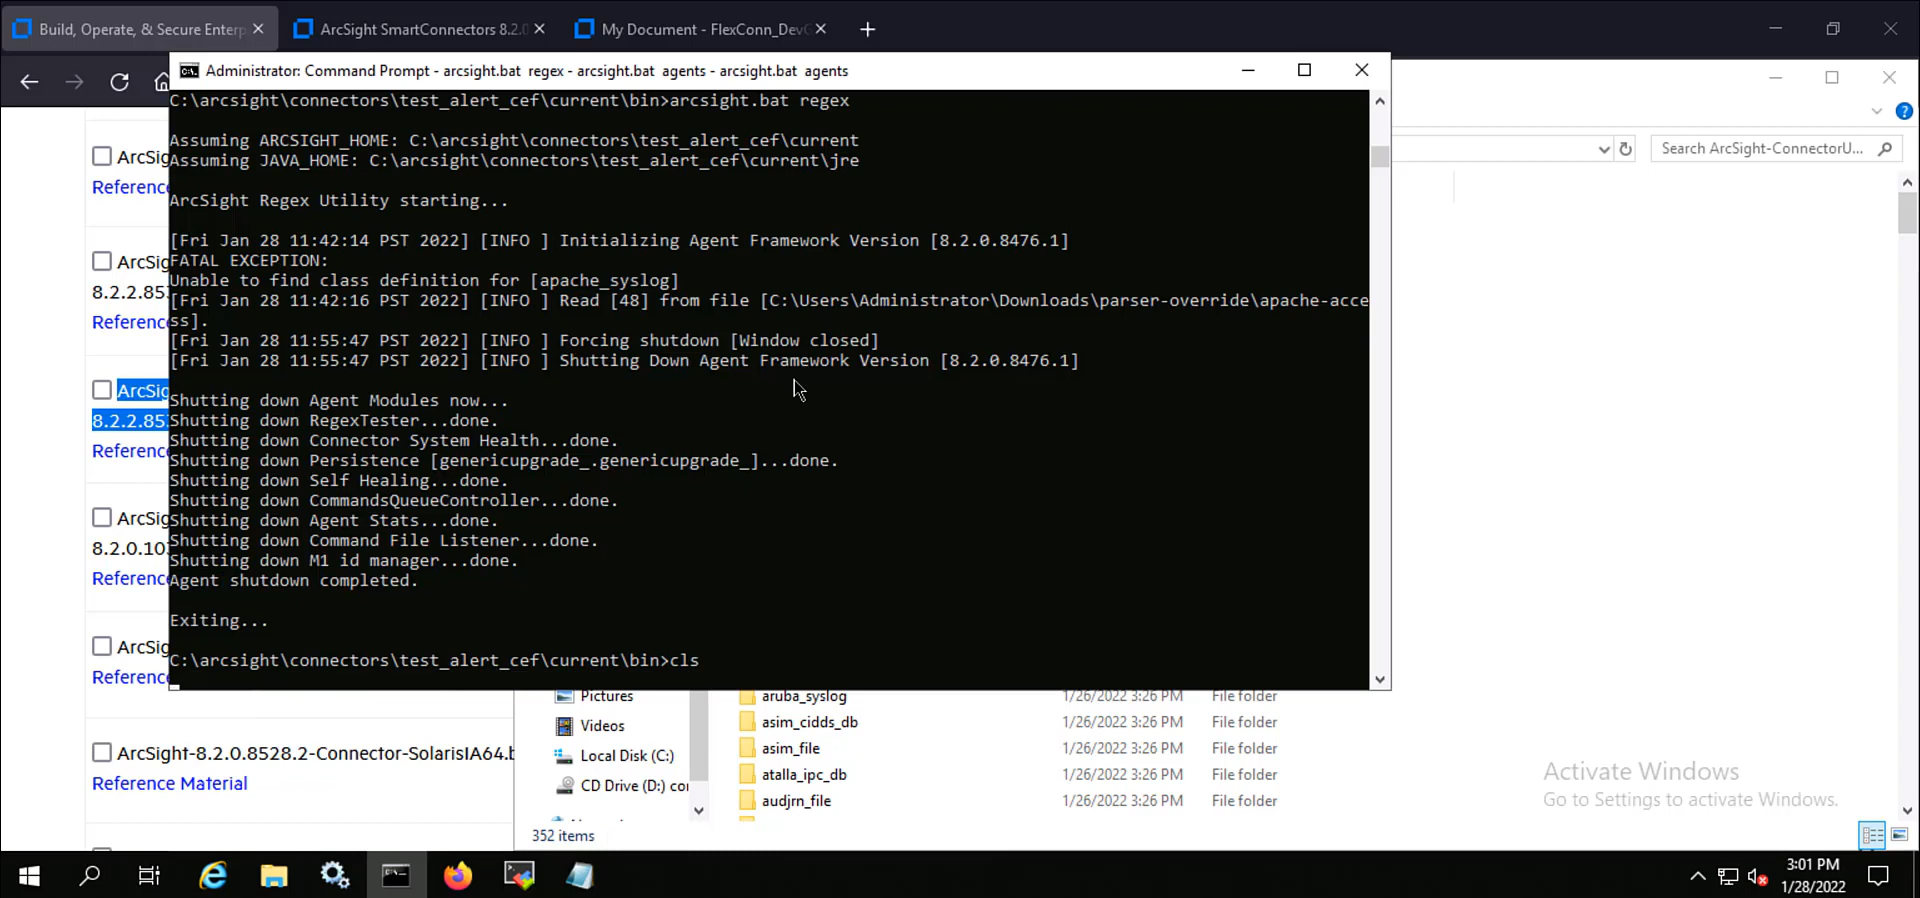 Build, Operate, & Secure Enterp
ArcSight SmartConnectors 8.2.0
My Document - FlexConn_DevG
Administrator: Command Prompt - arcsight.bat regex - arcsight.bat agents - arcsight.bat agents
C:\arcsight\connectors\test_alert_cef\current\bin>arcsight.bat regex
Assuming ARCSIGHT_HOME: C:\arcsight\connectors\test_alert_cef\current
Assuming JAVA_HOME: C:\arcsight\connectors\test_alert_cef\current\jre
ArcSight Regex Utility starting...
[Fri Jan 28 11:42:14 PST 2022] [INFO ] Initializing Agent Framework Version [8.2.0.8476.1]
FATAL EXCEPTION:
Unable to find class definition for [apache_syslog]
[Fri Jan 28 11:42:16 PST 2022] [INFO ] Read [48] from file [C:\Users\Administrator\Downloads\parser-override\apache-acce
ss].
[Fri Jan 28 11:55:47 PST 2022] [INFO ] Forcing shutdown [Window closed]
[Fri Jan 28 11:55:47 PST 2022] [INFO ] Shutting Down Agent Framework Version [8.2.0.8476.1]
Shutting down Agent Modules now...
Shutting down RegexTester...done.
Shutting down Connector System Health...done.
Shutting down Persistence [genericupgrade_.genericupgrade_]...done.
Shutting down Self Healing...done.
Shutting down CommandsQueueController...done.
Shutting down Agent Stats...done.
Shutting down Command File Listener...done.
Shutting down M1 id manager...done.
Agent shutdown completed.
Exiting...
C:\arcsight\connectors\test_alert_cef\current\bin>cls
ArcSig
Reference
ArcSig
8.2.2.853
Reference
ArcSig
8.2.2.853
Reference
ArcSig
8.2.0.103
Reference
ArcSig
Reference
ArcSight-8.2.0.8528.2-Connector-SolarisIA64.b
Reference Material
Search ArcSight-ConnectorU...
Pictures
Videos
Local Disk (C:)
CD Drive (D:) cor
aruba_syslog 1/26/2022 3:26 PM File folder
asim_cidds_db 1/26/2022 3:26 PM File folder
asim_file 1/26/2022 3:26 PM File folder
atalla_ipc_db 1/26/2022 3:26 PM File folder
audjrn_file 1/26/2022 3:26 PM File folder
352 items
Activate Windows
Go to Settings to activate Windows.
3:01 PM
1/28/2022